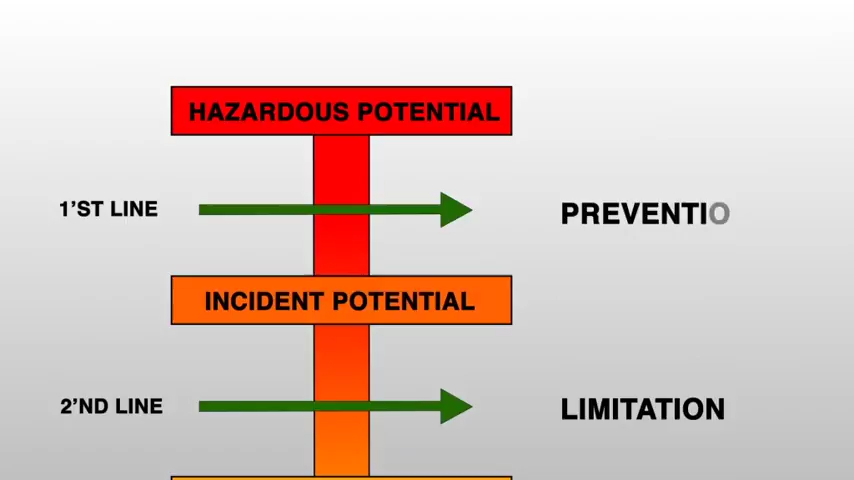 HAZARDOUS POTENTIAL
1'ST LINE
PREVENTIO
INCIDENT POTENTIAL
2'ND LINE
LIMITATION